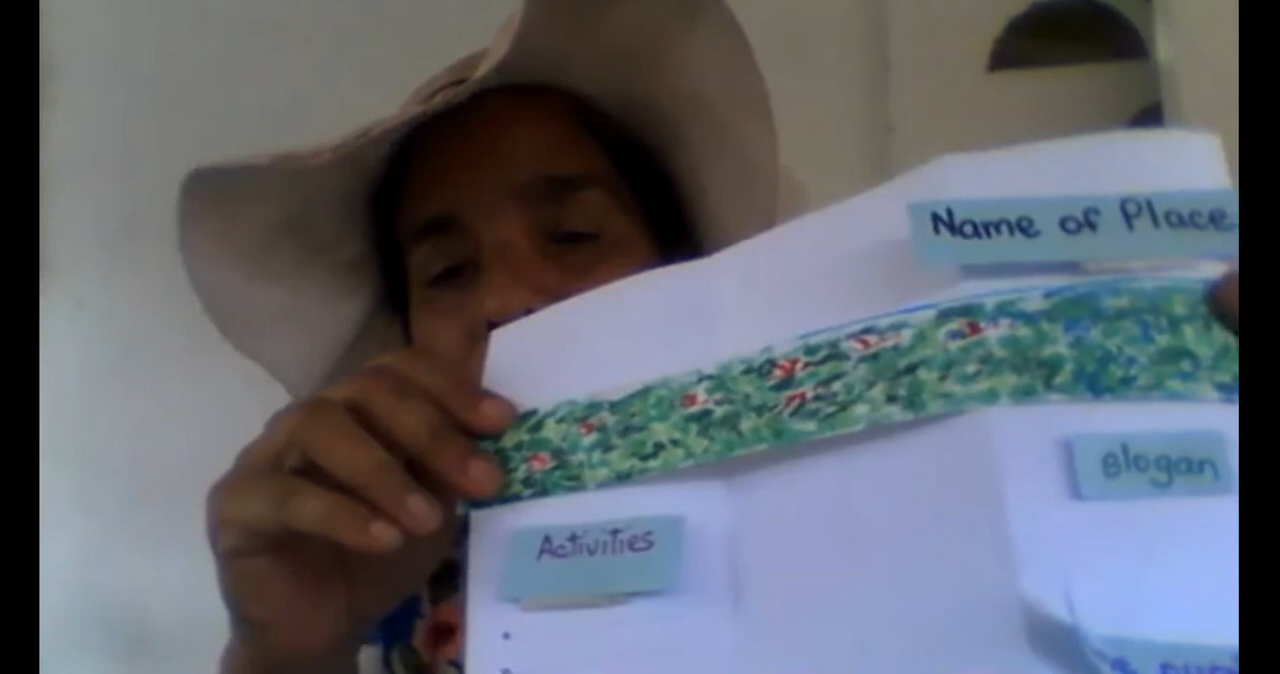 Name of Place
slogan
Activities